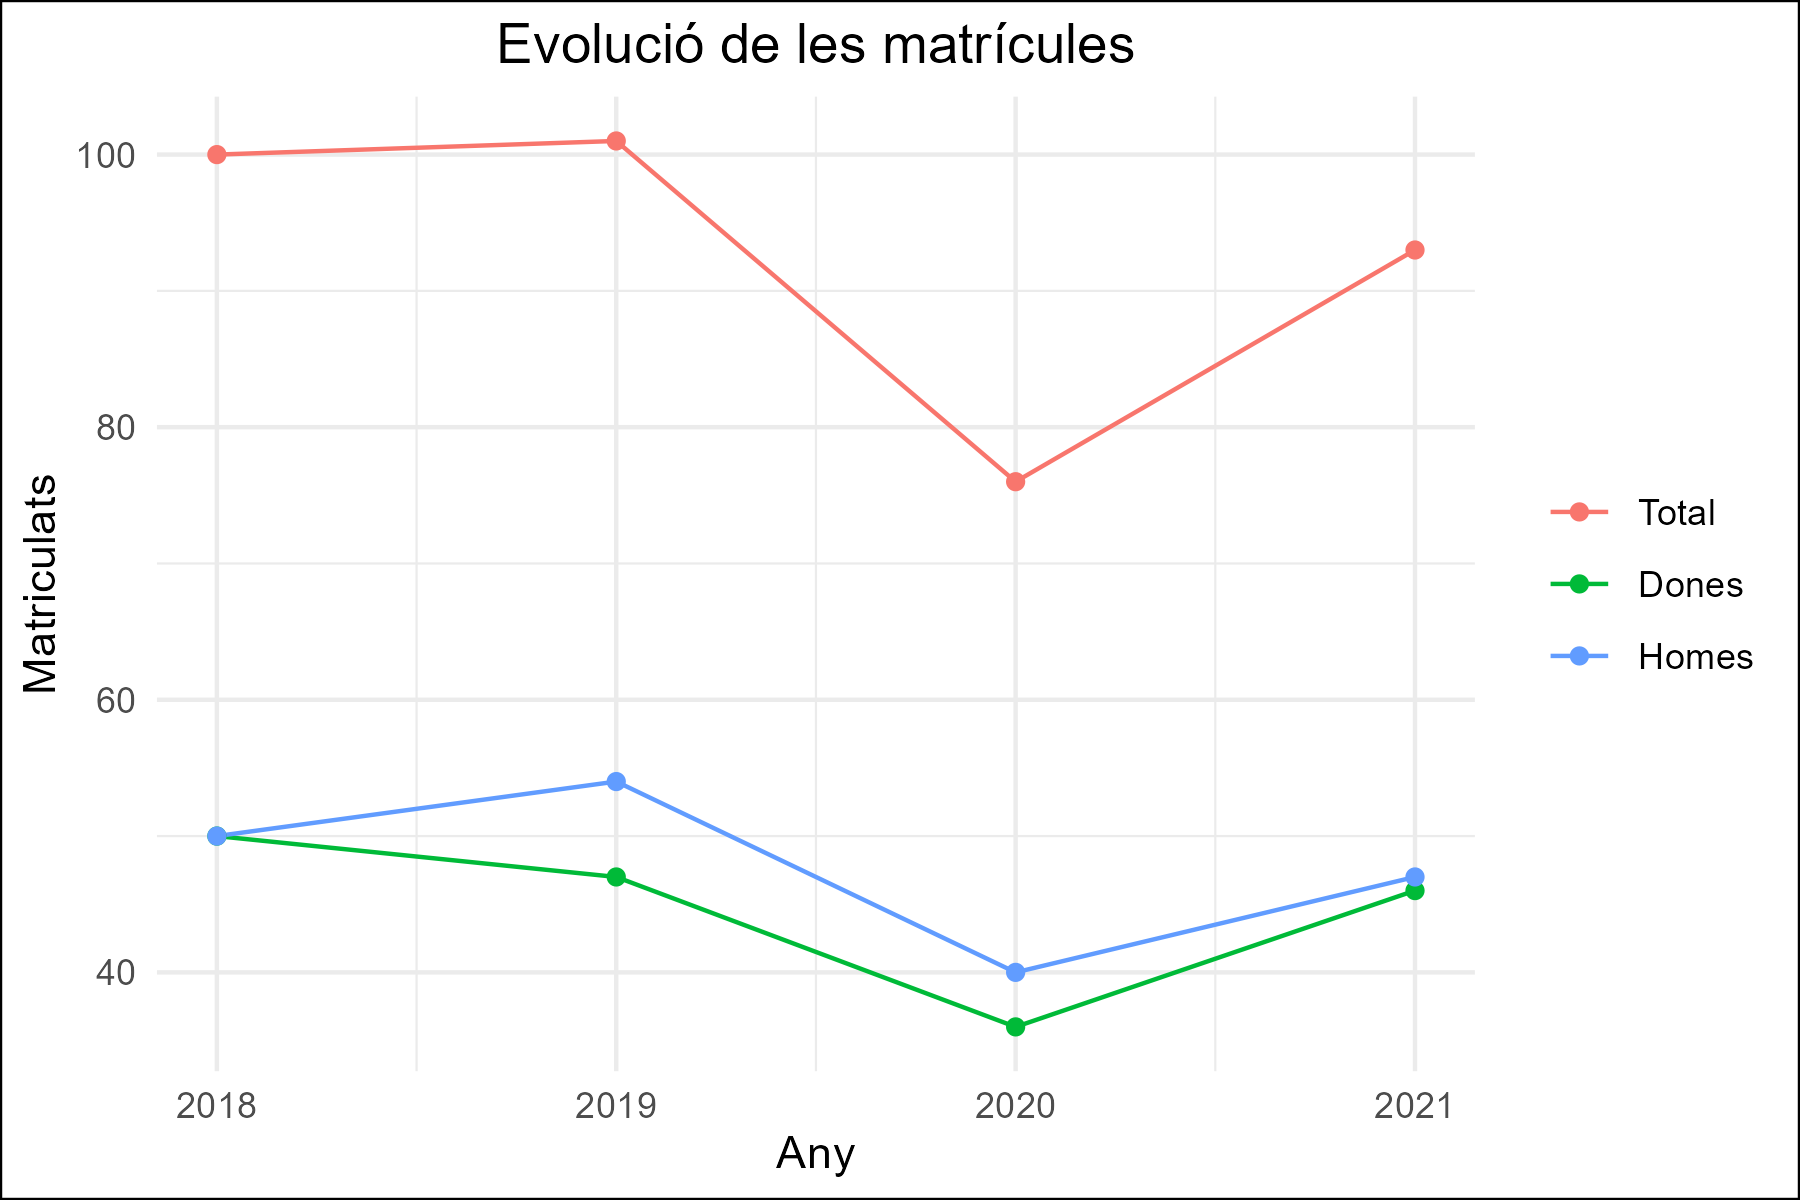 Evolució de les matrícules
100
80
60
40
Matriculats
2018 2019 2020 2021
Any
Total
Dones
Homes